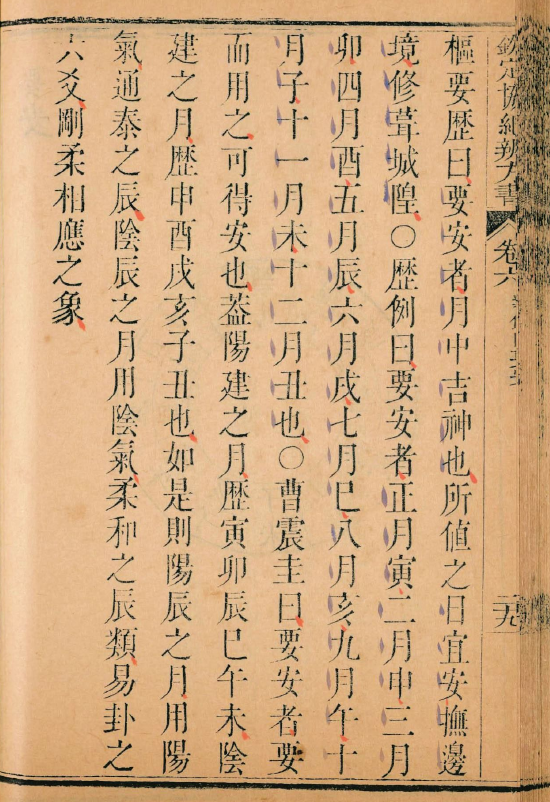 欽定協紀辨方書
卷六
樞要歴曰要安者月中吉神也所值之日宜安撫邊
境修葺城隍○歴例曰要安者正月寅二月申三月
卯四月酉五月辰六月戌七月巳八月亥九月午十
月子十一月未十二月丑也○曹震圭曰要安者要
而用之可得安也葢陽建之月歴寅卯辰巳午未陰
建之月歴申酉戌亥子丑也如是則陽辰之月用陽
氣通泰之辰陰辰之月用陰氣柔和之辰類易卦之
六爻剛柔相應之象